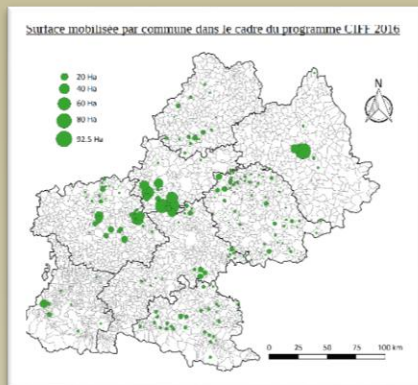 Surface mobilisée par commune dans le cadre du programme CIFF 2016
20 Ha
40 Ha
60 Ha
80 Ha
92.5 Ha
N
0 25 50 75 100 km